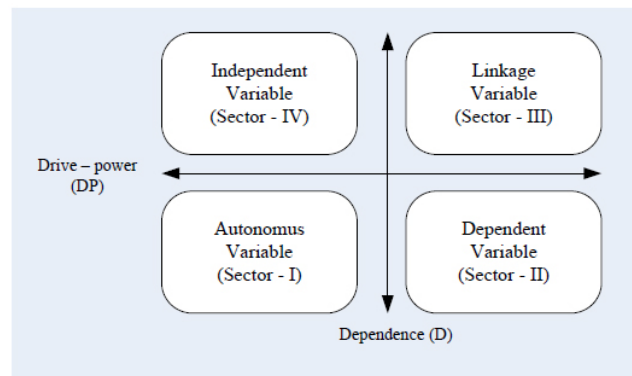 Independent
Variable
(Sector - IV)
Linkage
Variable
(Sector - III)
Drive – power
(DP)
Autonomus
Variable
(Sector - I)
Dependent
Variable
(Sector - II)
Dependence (D)